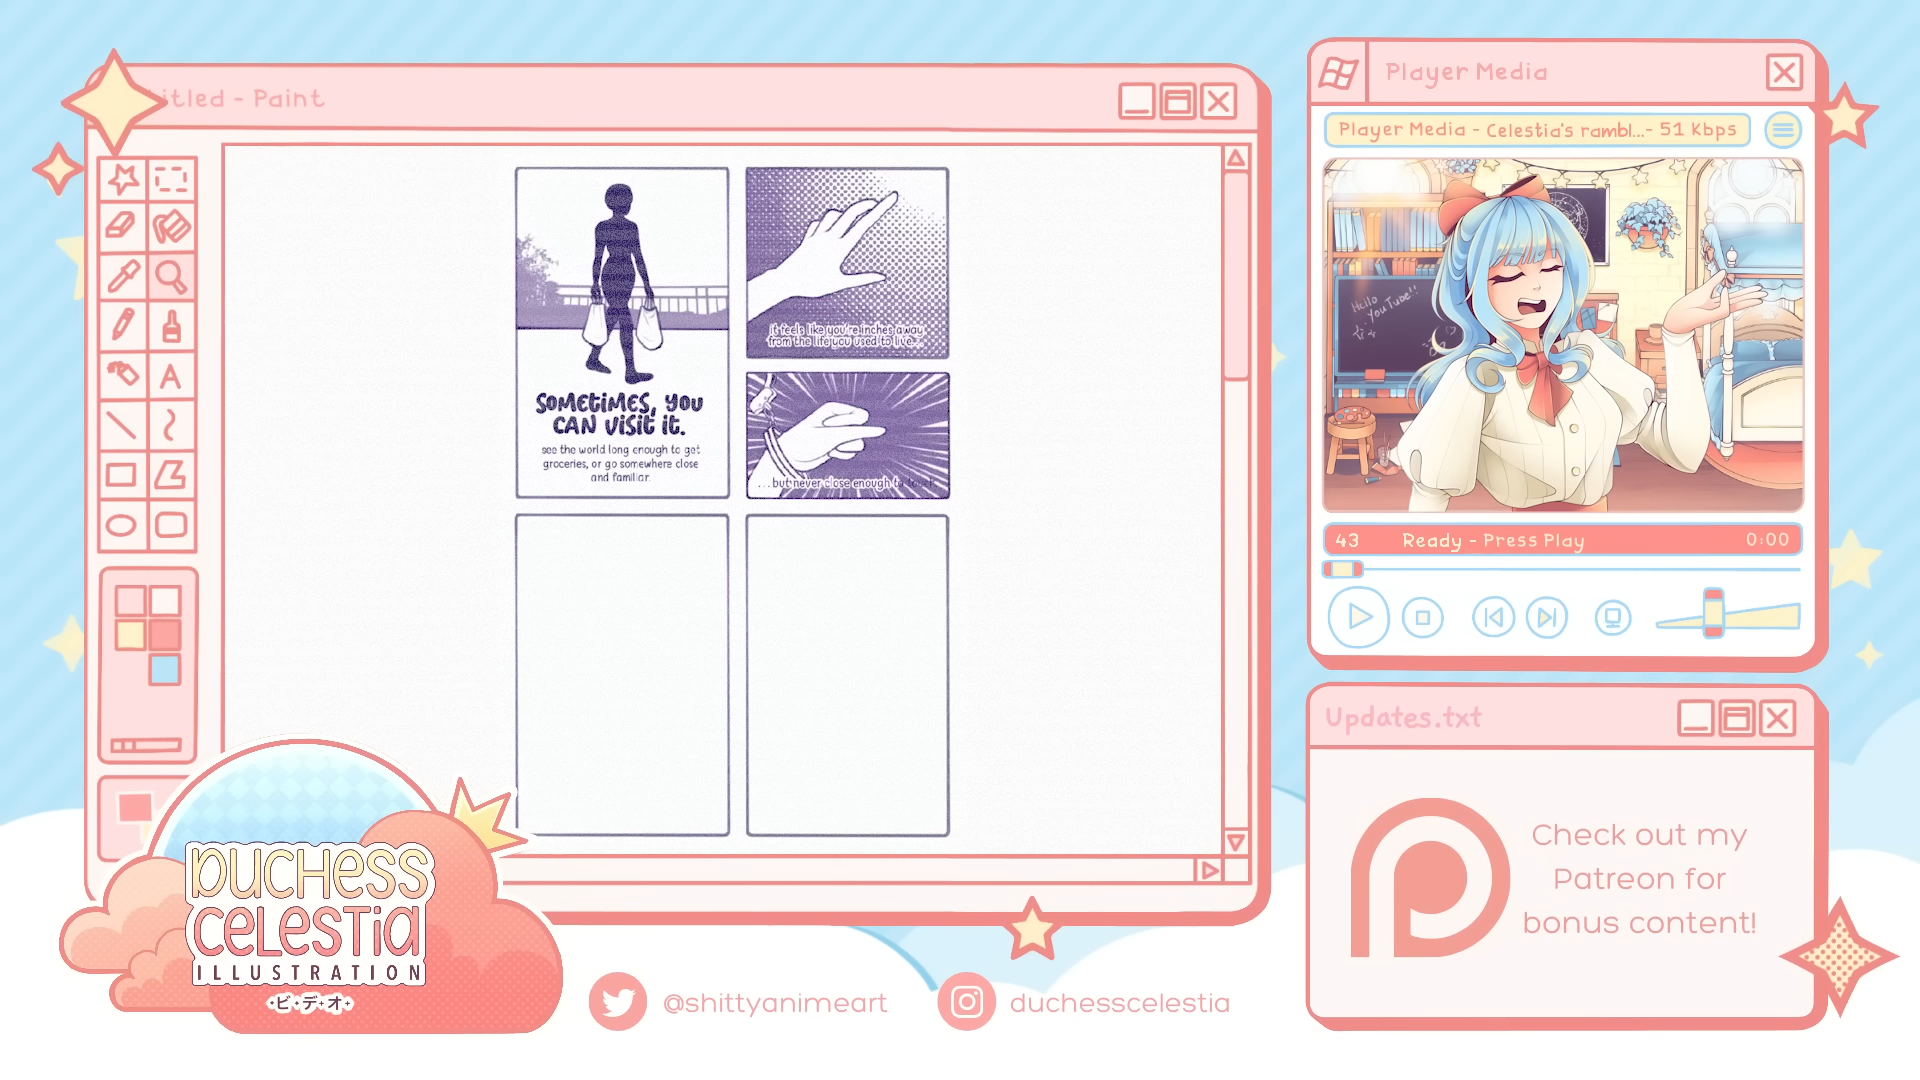 titled - Paint
SOMETIMES, YOU
CAN VISIT IT.
see the world long enough to get
groceries, or go somewhere close
and familiar.
it feels like you're inches away
from the life you used to live...
...but never close enough to touch.
Player Media
Player Media - Celestia's rambl...- 51 Kbps
Hello
YouTube!!
43 Ready - Press Play 0:00
Updates.txt
Check out my
Patreon for
bonus content!
A
DUCHESS
CELESTIA
ILLUSTRATION
・ビ・デ・オ・
@shittyanimeart
duchesscelestia